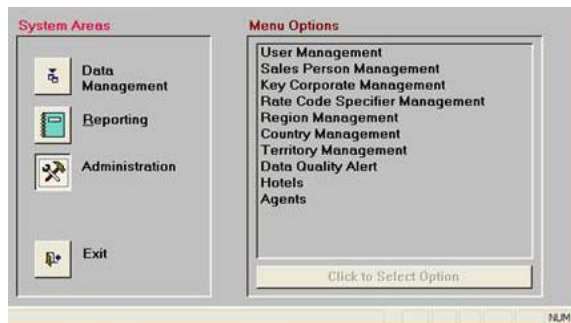 System Areas
Data
Management
Reporting
Administration
Exit
Menu Options
User Management
Sales Person Management
Key Corporate Management
Rate Code Specifier Management
Region Management
Country Management
Territory Management
Data Quality Alert
Hotels
Agents
Click to Select Option
NUM